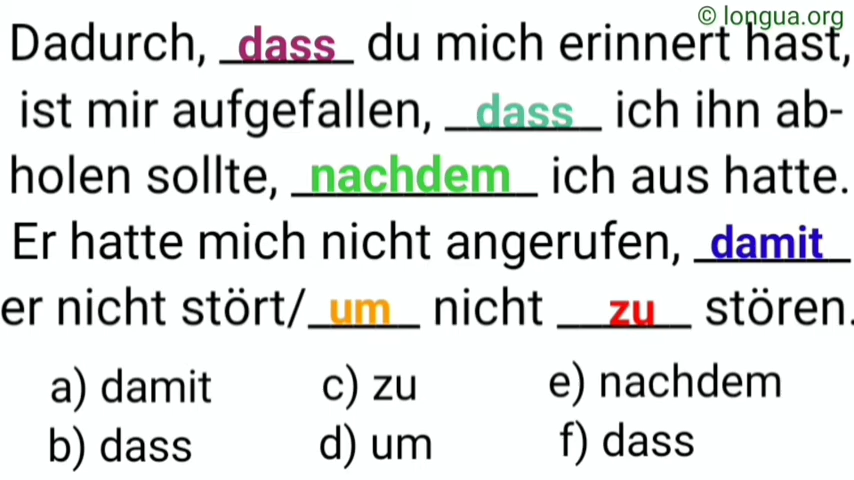 © longua.org
Dadurch, dass du mich erinnert hast,
ist mir aufgefallen, dass ich ihn ab-
holen sollte, nachdem ich aus hatte.
Er hatte mich nicht angerufen, damit
er nicht stört/ um nicht zu stören.
a) damit c) zu e) nachdem
b) dass d) um f) dass